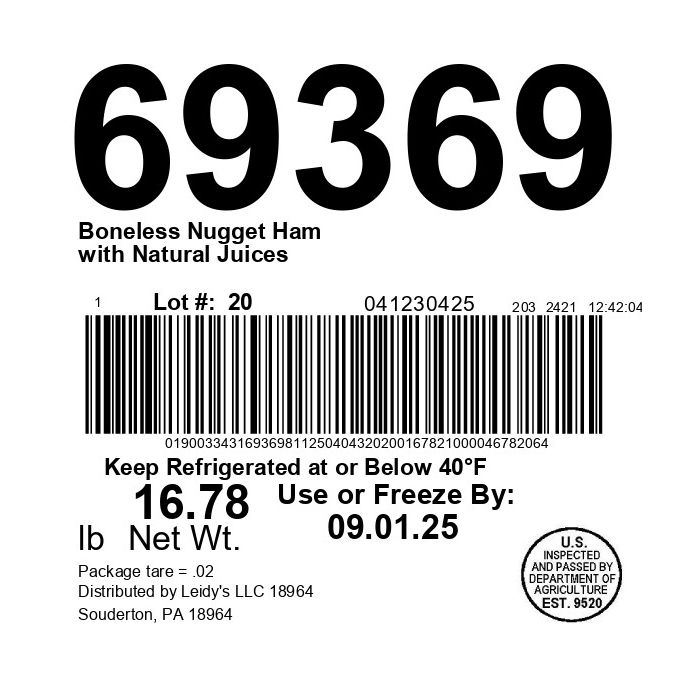 69369
Boneless Nugget Ham
with Natural Juices
1 Lot #: 20 041230425 203 2421 12:42:04
019003343169369811250404320200167821000046782064
Keep Refrigerated at or Below 40°F
16.78 Use or Freeze By:
lb Net Wt. 09.01.25
Package tare = .02
Distributed by Leidy's LLC 18964
Souderton, PA 18964
U.S.
INSPECTED
AND PASSED BY
DEPARTMENT OF
AGRICULTURE
EST. 9520